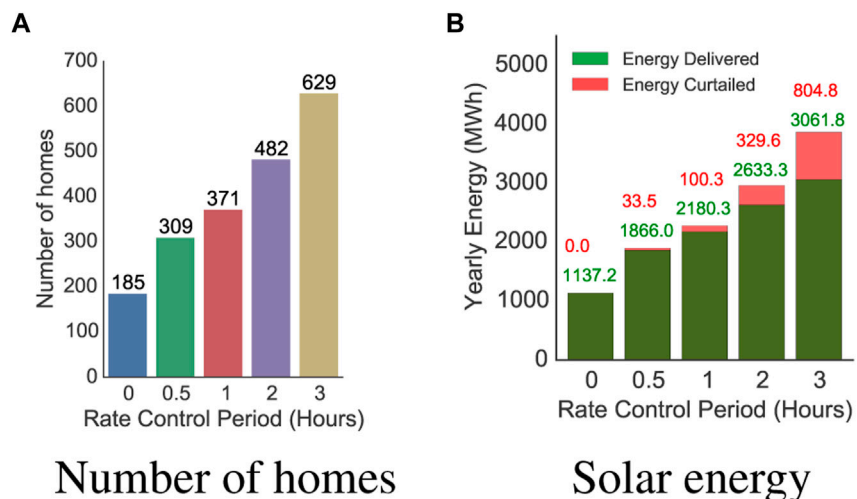 A
Number of homes
700
600
500
400
300
200
100
0
185
309
371
482
629
0 0.5 1 2 3
Rate Control Period (Hours)
Number of homes
B
Yearly Energy (MWh)
5000
4000
3000
2000
1000
0
Energy Delivered
Energy Curtailed
0.0
1137.2
33.5
1866.0
100.3
2180.3
329.6
2633.3
804.8
3061.8
0 0.5 1 2 3
Rate Control Period (Hours)
Solar energy